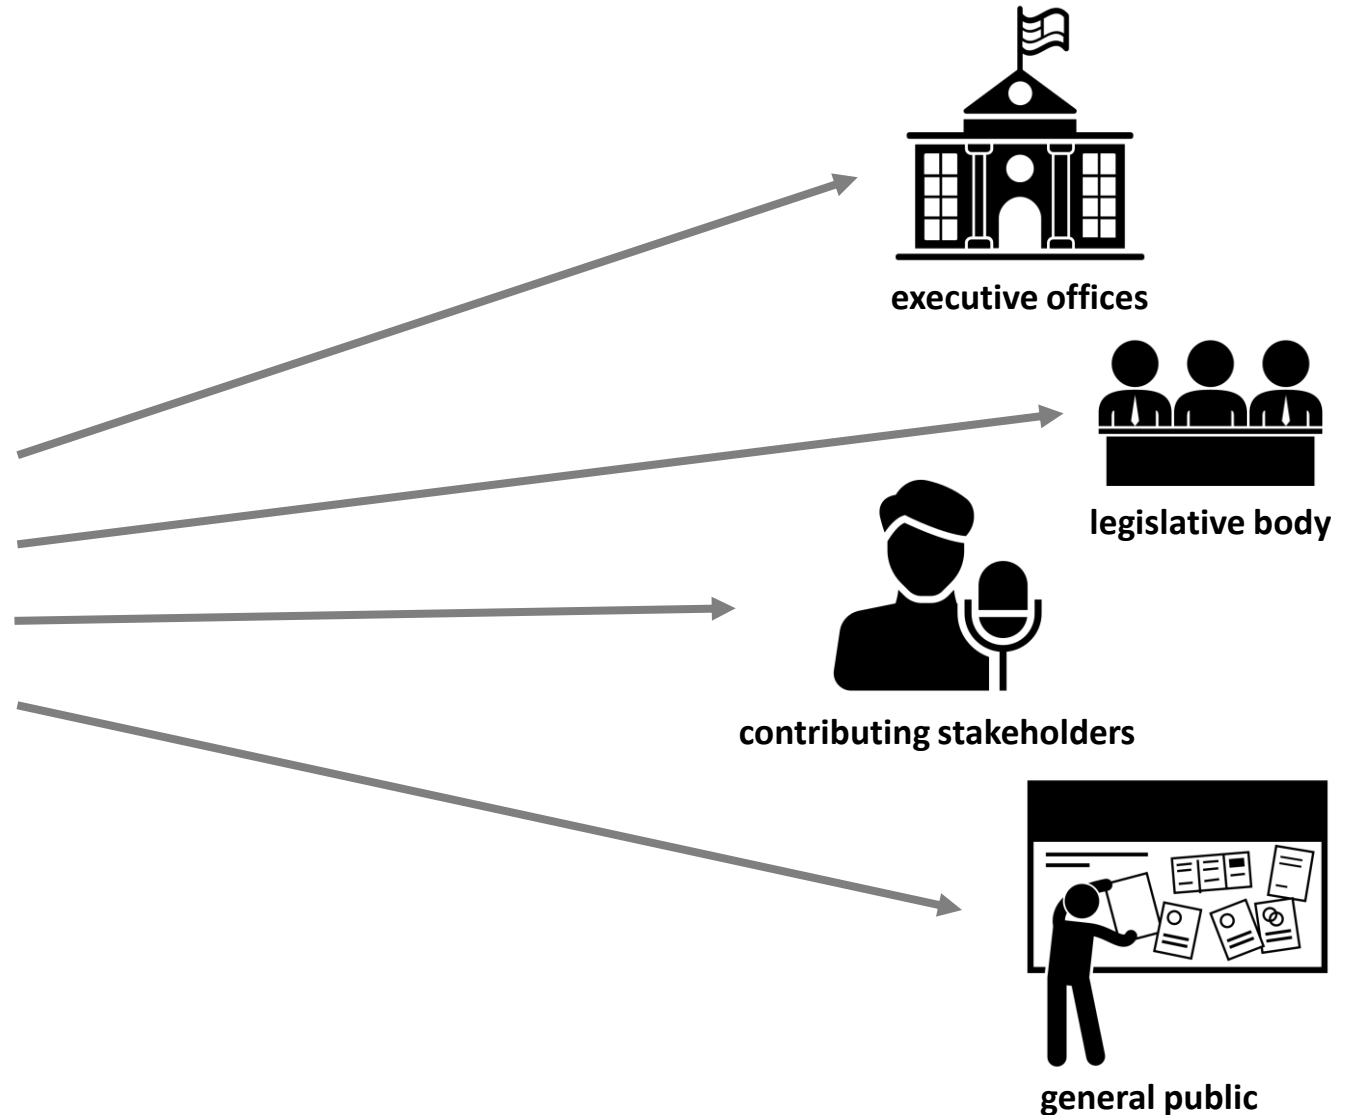 executive offices
legislative body
contributing stakeholders
general public